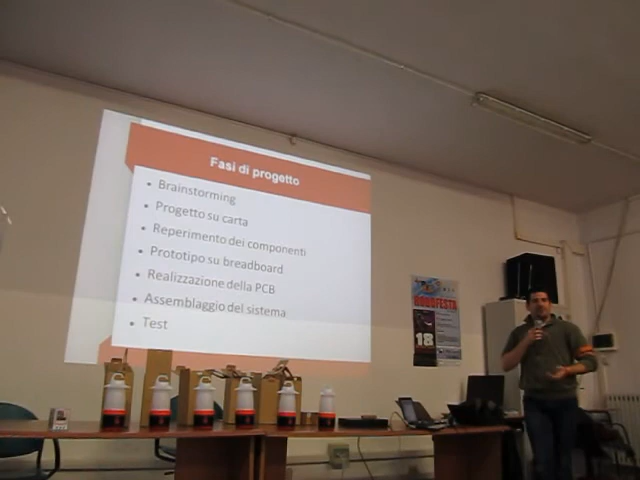 Fasi di progetto
• Brainstorming
• Progetto su carta
• Reperimento dei componenti
• Prototipo su breadboard
• Realizzazione della PCB
• Assemblaggio del sistema
• Test
ROBOFESTA
18